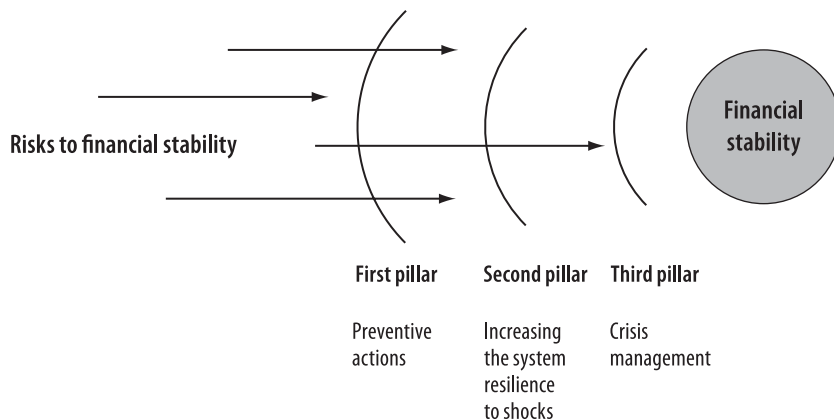 Risks to financial stability
Financial
stability
First pillar
Preventive
actions
Second pillar
Increasing
the system
resilience
to shocks
Third pillar
Crisis
management